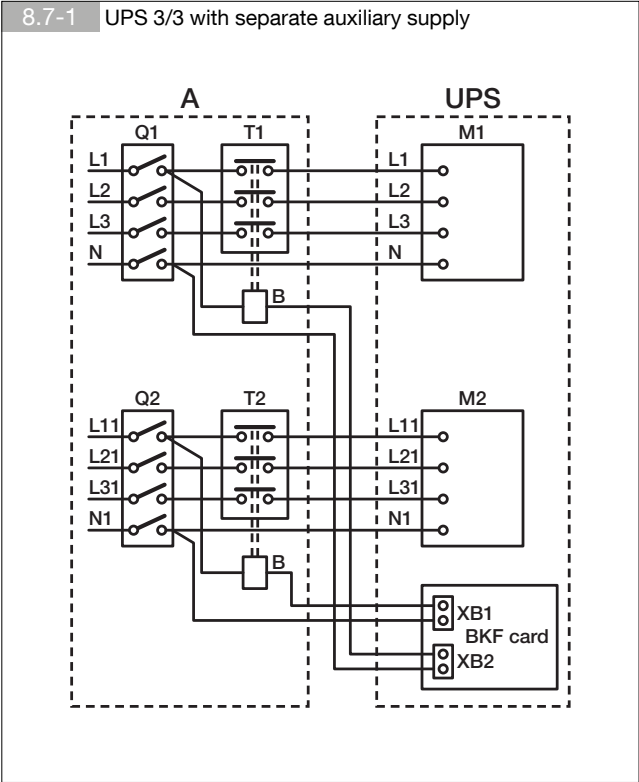 8.7-1 UPS 3/3 with separate auxiliary supply
A UPS
Q1 T1 M1
L1 L1
L2 L2
L3 L3
N N
B
Q2 T2 M2
L11 L11
L21 L21
L31 L31
N1 N1
B
XB1
BKF card
XB2